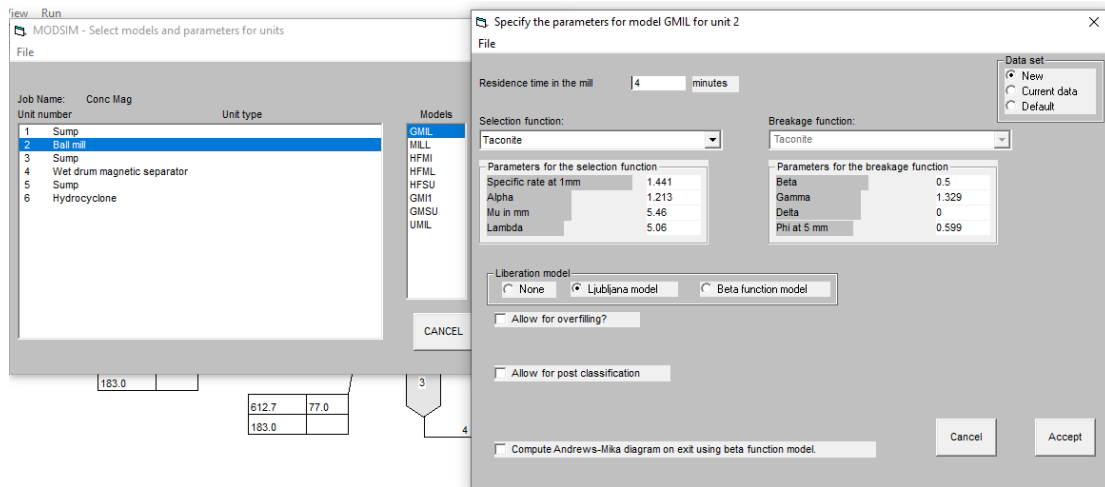 iew Run
MODSIM - Select models and parameters for units
File
Job Name: Conc Mag
Unit number Unit type Models
1 Sump
2 Ball mill
3 Sump
4 Wet drum magnetic separator
5 Sump
6 Hydrocyclone
GMIL
MILL
HFMI
HFML
HFSU
GMI1
GMSU
UMIL
CANCEL
183.0
612.7 77.0
183.0
3
4
Specify the parameters for model GMIL for unit 2
File
Data set
New
Current data
Default
Residence time in the mill 4 minutes
Selection function: Breakage function:
Taconite Taconite
Parameters for the selection function
Specific rate at 1mm 1.441
Alpha 1.213
Mu in mm 5.46
Lambda 5.06
Parameters for the breakage function
Beta 0.5
Gamma 1.329
Delta 0
Phi at 5 mm 0.599
Liberation model
None Ljubljana model Beta function model
Allow for overfilling?
Allow for post classification
Compute Andrews-Mika diagram on exit using beta function model.
Cancel Accept